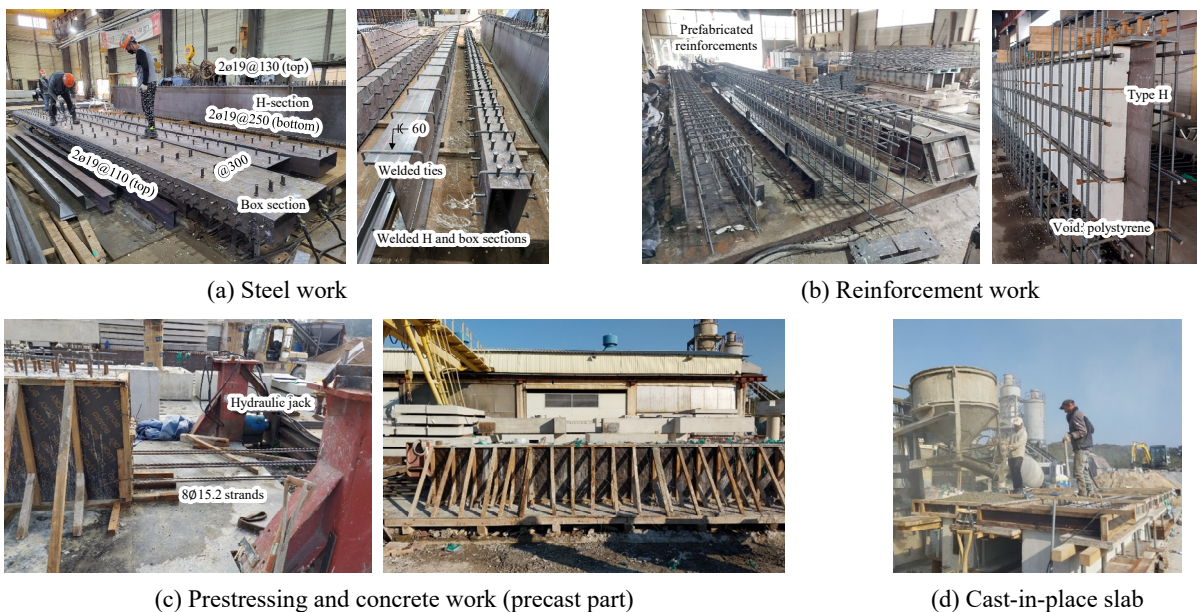 2ø19@130 (top)
H-section
2ø19@250 (bottom)
@300
2ø19@110 (top)
Box section
60
Welded ties
Welded H and box sections
Prefabricated
reinforcements
Type H
Void: polystyrene
(a) Steel work
(b) Reinforcement work
Hydraulic jack
8Ø15.2 strands
(c) Prestressing and concrete work (precast part)
(d) Cast-in-place slab